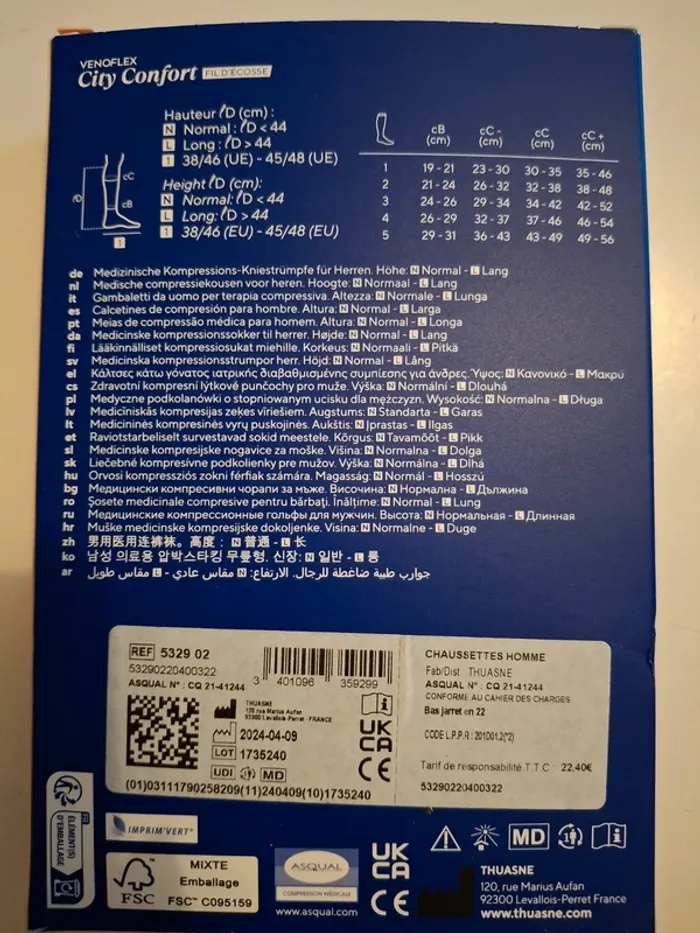 VENOFLEX
City Confort FIL D'ÉCOSSE
Hauteur ℓD (cm) :
N Normal : ℓD < 44
L Long : ℓD > 44
1 38/46 (UE) - 45/48 (UE)
Height ℓD (cm):
N Normal: ℓD < 44
L Long: ℓD > 44
1 38/46 (EU) - 45/48 (EU)
ℓD cC cB 1
cB (cm) cC - (cm) cC (cm) cC + (cm)
1 19 - 21 23 - 30 30 - 35 35 - 46
2 21 - 24 26 - 32 32 - 38 38 - 48
3 24 - 26 29 - 34 34 - 42 42 - 52
4 26 - 29 32 - 37 37 - 46 46 - 54
5 29 - 31 36 - 43 43 - 49 49 - 56
de Medizinische Kompressions-Kniestrümpfe für Herren. Höhe: N Normal - L Lang
nl Medische compressiekousen voor heren. Hoogte: N Normaal - L Lang
it Gambaletti da uomo per terapia compressiva. Altezza: N Normale - L Lunga
es Calcetines de compresión para hombre. Altura: N Normal - L Larga
pt Meias de compressão médica para homem. Altura: N Normal - L Longa
da Medicinske kompressionssokker til herrer. Højde: N Normal - L Lang
fi Lääkinnälliset kompressiosukat miehille. Korkeus: N Normaali - L Pitkä
sv Medicinska kompressionsstrumpor herr. Höjd: N Normal - L Lång
el Κάλτσες κάτω γόνατος ιατρικής διαβαθμισμένης συμπίεσης για άνδρες. Ύψος: N Κανονικό - L Μακρύ
cs Zdravotní kompresní lýtkové punčochy pro muže. Výška: N Normální - L Dlouhá
pl Medyczne podkolanówki o stopniowanym ucisku dla mężczyzn. Wysokość: N Normalna - L Długa
lv Medicīniskās kompresijas zeķes vīriešiem. Augstums: N Standarta - L Garas
lt Medicininės kompresinės vyrų puskojinės. Aukštis: N Įprastas - L Ilgas
et Raviotstarbeliselt survestavad sokid meestele. Kõrgus: N Tavamõõt - L Pikk
sl Medicinske kompresijske nogavice za moške. Višina: N Normalna - L Dolga
sk Liečebné kompresívne podkolienky pre mužov. Výška: N Normálna - L Dlhá
hu Orvosi kompressziós zokni férfiak számára. Magasság: N Normál - L Hosszú
bg Медицински компресивни чорапи за мъже. Височина: N Нормална - L Дължина
ro Șosete medicinale compresive pentru bărbați. Înălțime: N Normal - L Lung
ru Медицинские компрессионные гольфы для мужчин. Высота: N Нормальная - L Длинная
hr Muške medicinske kompresijske dokoljenke. Visina: N Normalne - L Duge
zh 男用医用连裤袜。高度： N 普通 - L 长
ko 남성 의료용 압박스타킹 무릎형. 신장: N 일반 - L 롱
ar جوارب طبية ضاغطة للرجال. الارتفاع: N مقاس عادي - L مقاس طويل
REF 5329 02
53290220400322
ASQUAL N° : CQ 21-41244
3 401096 359299
THUASNE
120 rue Marius Aufan
92300 Levallois-Perret - FRANCE
2024-04-09
LOT 1735240
UDI MD
UK CA CE
(01)03111790258209(11)240409(10)1735240
CHAUSSETTES HOMME
Fab/Dist. THUASNE
ASQUAL N° : CQ 21-41244
CONFORME AU CAHIER DES CHARGES
Bas jarret en 22
CODE L.P.P.R : 201D01.2(*2)
Tarif de responsabilité T.T.C : 22,40€
53290220400322
FR
ÉLÉMENT(S) D'EMBALLAGE
IMPRIM'VERT®
FSC
MIXTE
Emballage
FSC™ C095159
ASQUAL
COMPRESSION MÉDICALE
www.asqual.com
UK CA
CE
MD
THUASNE
120, rue Marius Aufan
92300 Levallois-Perret France
www.thuasne.com